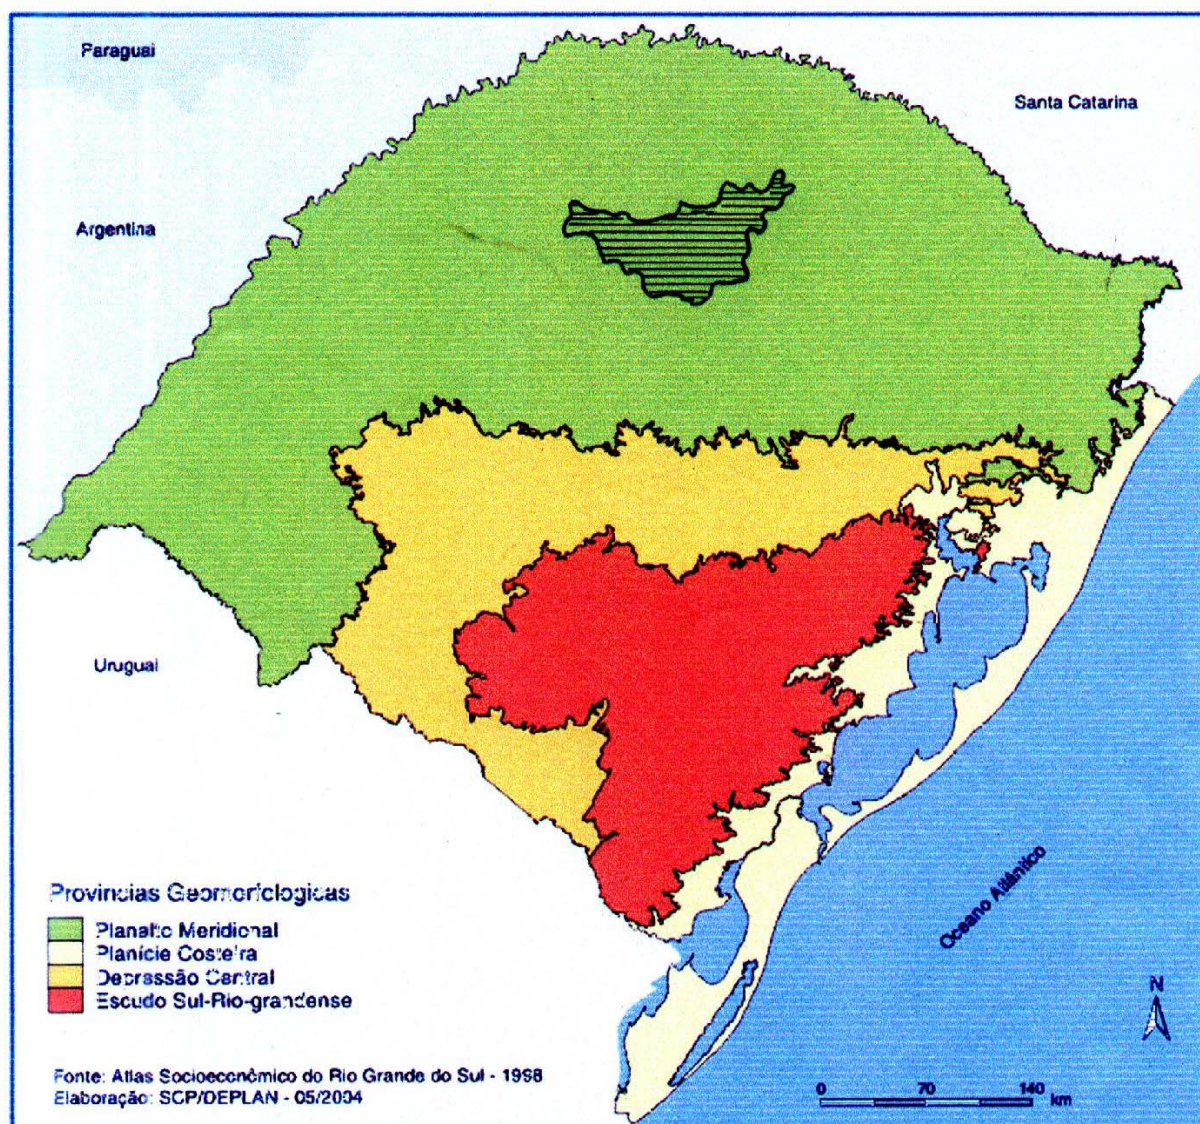 Paraguai
Santa Catarina
Argentina
Uruguai
Oceano Atlântico
Províncias Geomorfologicas
Planalto Meridional
Planície Costeira
Depressão Central
Escudo Sul-Rio-grandense
N
Fonte: Atlas Socioeconômico do Rio Grande do Sul - 1998
Elaboração: SCP/DEPLAN - 05/2004
0 70 140
km